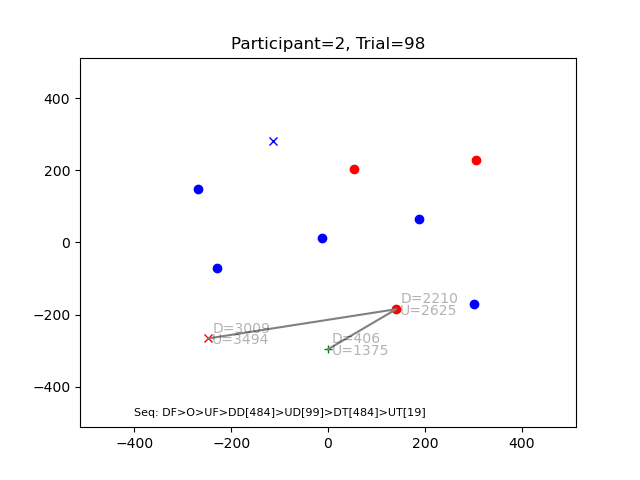 Participant=2, Trial=98
400
200
0
−200
−400
D=2210
U=2625
D=3009
U=3494
D=406
U=1375
Seq: DF>O>UF>DD[484]>UD[99]>DT[484]>UT[19]
−400
−200
0
200
400